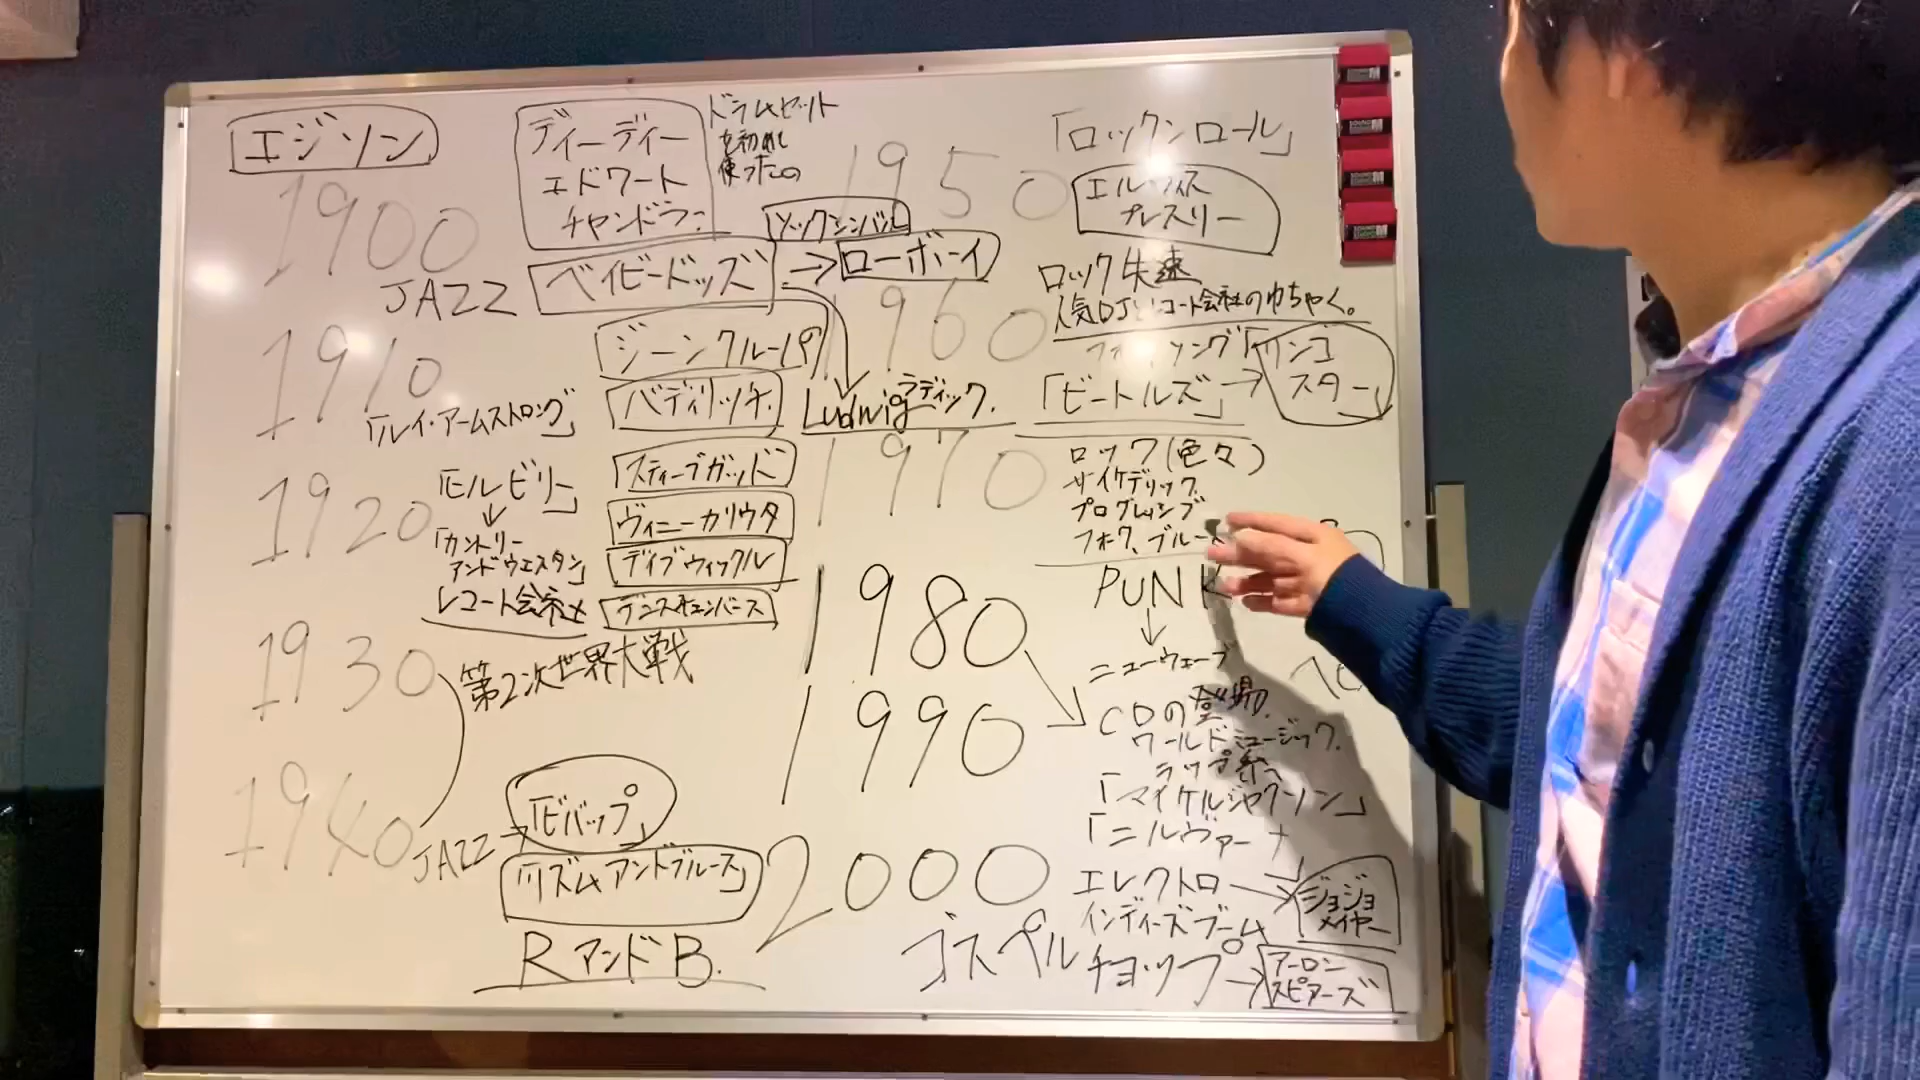 エジソン
1900
JAZZ
1910
「ルイ・アームストロング」
1920
「ヒルビリー」
↓
「カントリー
アンドウエスタン」
レコード会社
1930
第2次世界大戦
1940
JAZZ→
「ビバップ」
「リズムアンドブルース」
RアンドB.
ディーディー
エドワード
チャンドラー
ドラムセット
を初めて
使ったの
ソックシンバル
ベイビードッズ
→ローボーイ
ジーンクルーパ
バディリッチ
Ludwig
ラディック.
スティーブガッド
ヴィニーカリウタ
デイブウィックル
デニスチェンバース
1950
「ロックンロール」
エルヴィス
プレスリー
ロック失速
人気DJとレコード会社のゆちゃく。
1960
フォークソング
「ビートルズ」→
「リンゴ
スター」
1970
ロック(色々)
サイケデリック
プログレッシブ
フォーク、ブルース
PUNK
↓
ニューウェーブ
1980
1990
CDの登場.
ワールドミュージック.
ラップ系
「マイケルジャクソン」
「ニルヴァーナ」
2000
エレクトロ→
ジョジョ
メイヤー
インディーズブーム
ゴスペルチョップ→
アーロン
スピアーズ